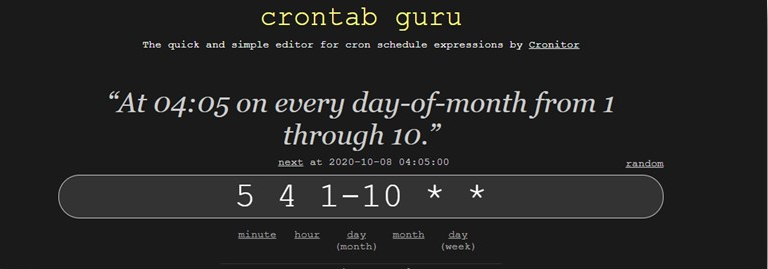 crontab guru
The quick and simple editor for cron schedule expressions by Cronitor
“At 04:05 on every day-of-month from 1
through 10.”
next at 2020-10-08 04:05:00
random
5 4 1-10 * *
minute hour day month day
(month) (week)